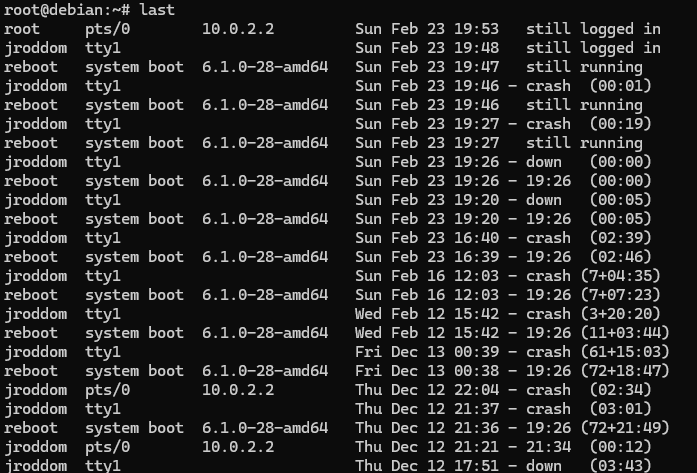 root@debian:~# last
root     pts/0        10.0.2.2         Sun Feb 23 19:53   still logged in
jroddom  tty1                          Sun Feb 23 19:48   still logged in
reboot   system boot  6.1.0-28-amd64   Sun Feb 23 19:47   still running
jroddom  tty1                          Sun Feb 23 19:46 - crash  (00:01)
reboot   system boot  6.1.0-28-amd64   Sun Feb 23 19:46   still running
jroddom  tty1                          Sun Feb 23 19:27 - crash  (00:19)
reboot   system boot  6.1.0-28-amd64   Sun Feb 23 19:27   still running
jroddom  tty1                          Sun Feb 23 19:26 - down   (00:00)
reboot   system boot  6.1.0-28-amd64   Sun Feb 23 19:26 - 19:26  (00:00)
jroddom  tty1                          Sun Feb 23 19:20 - down   (00:05)
reboot   system boot  6.1.0-28-amd64   Sun Feb 23 19:20 - 19:26  (00:05)
jroddom  tty1                          Sun Feb 23 16:40 - crash  (02:39)
reboot   system boot  6.1.0-28-amd64   Sun Feb 23 16:39 - 19:26  (02:46)
jroddom  tty1                          Sun Feb 16 12:03 - crash (7+04:35)
reboot   system boot  6.1.0-28-amd64   Sun Feb 16 12:03 - 19:26 (7+07:23)
jroddom  tty1                          Wed Feb 12 15:42 - crash (3+20:20)
reboot   system boot  6.1.0-28-amd64   Wed Feb 12 15:42 - 19:26 (11+03:44)
jroddom  tty1                          Fri Dec 13 00:39 - crash (61+15:03)
reboot   system boot  6.1.0-28-amd64   Fri Dec 13 00:38 - 19:26 (72+18:47)
jroddom  pts/0        10.0.2.2         Thu Dec 12 22:04 - crash  (02:34)
jroddom  tty1                          Thu Dec 12 21:37 - crash  (03:01)
reboot   system boot  6.1.0-28-amd64   Thu Dec 12 21:36 - 19:26 (72+21:49)
jroddom  pts/0        10.0.2.2         Thu Dec 12 21:21 - 21:34  (00:12)
jroddom  tty1                          Thu Dec 12 17:51 - down   (03:43)